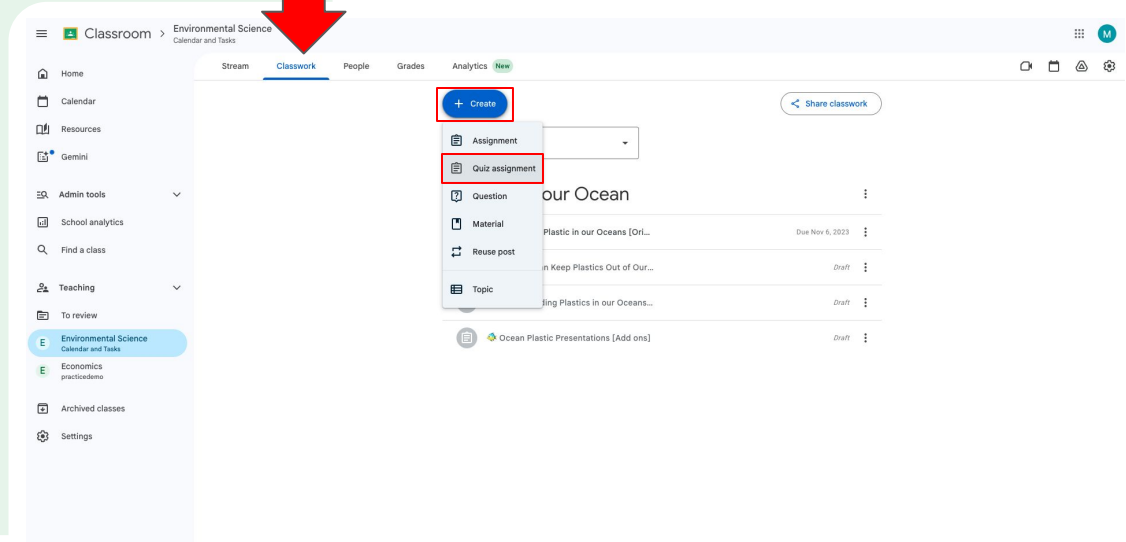 Classroom > Environmental Science
Calendar and Tasks
M
Stream Classwork People Grades Analytics New
Home
Calendar
Resources
Gemini
Admin tools
School analytics
Find a class
Teaching
To review
E Environmental Science
Calendar and Tasks
E Economics
practicedemo
Archived classes
Settings
+ Create
Share classwork
Assignment
Quiz assignment
Question
Material
Reuse post
Topic
our Ocean
Plastic in our Oceans [Ori... Due Nov 6, 2023
Keep Plastics Out of Our... Draft
Plastics in our Oceans... Draft
Ocean Plastic Presentations [Add ons] Draft